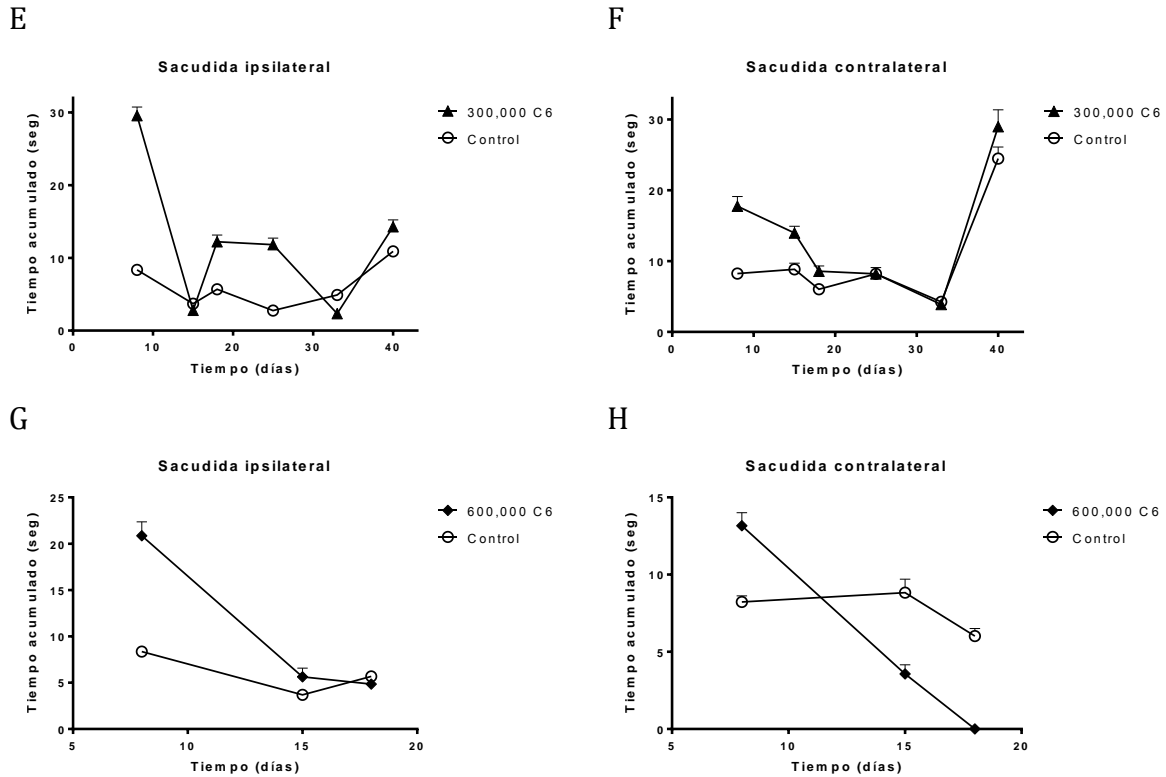 E
Sacudida ipsilateral
Tiempo acumulado (seg)
30
20
10
0
0 10 20 30 40
Tiempo (días)
300,000 C6
Control
F
Sacudida contralateral
Tiempo acumulado (seg)
30
20
10
0
0 10 20 30 40
Tiempo (días)
300,000 C6
Control
G
Sacudida ipsilateral
Tiempo acumulado (seg)
25
20
15
10
5
0
5 10 15 20
Tiempo (días)
600,000 C6
Control
H
Sacudida contralateral
Tiempo acumulado (seg)
15
10
5
0
5 10 15 20
Tiempo (días)
600,000 C6
Control